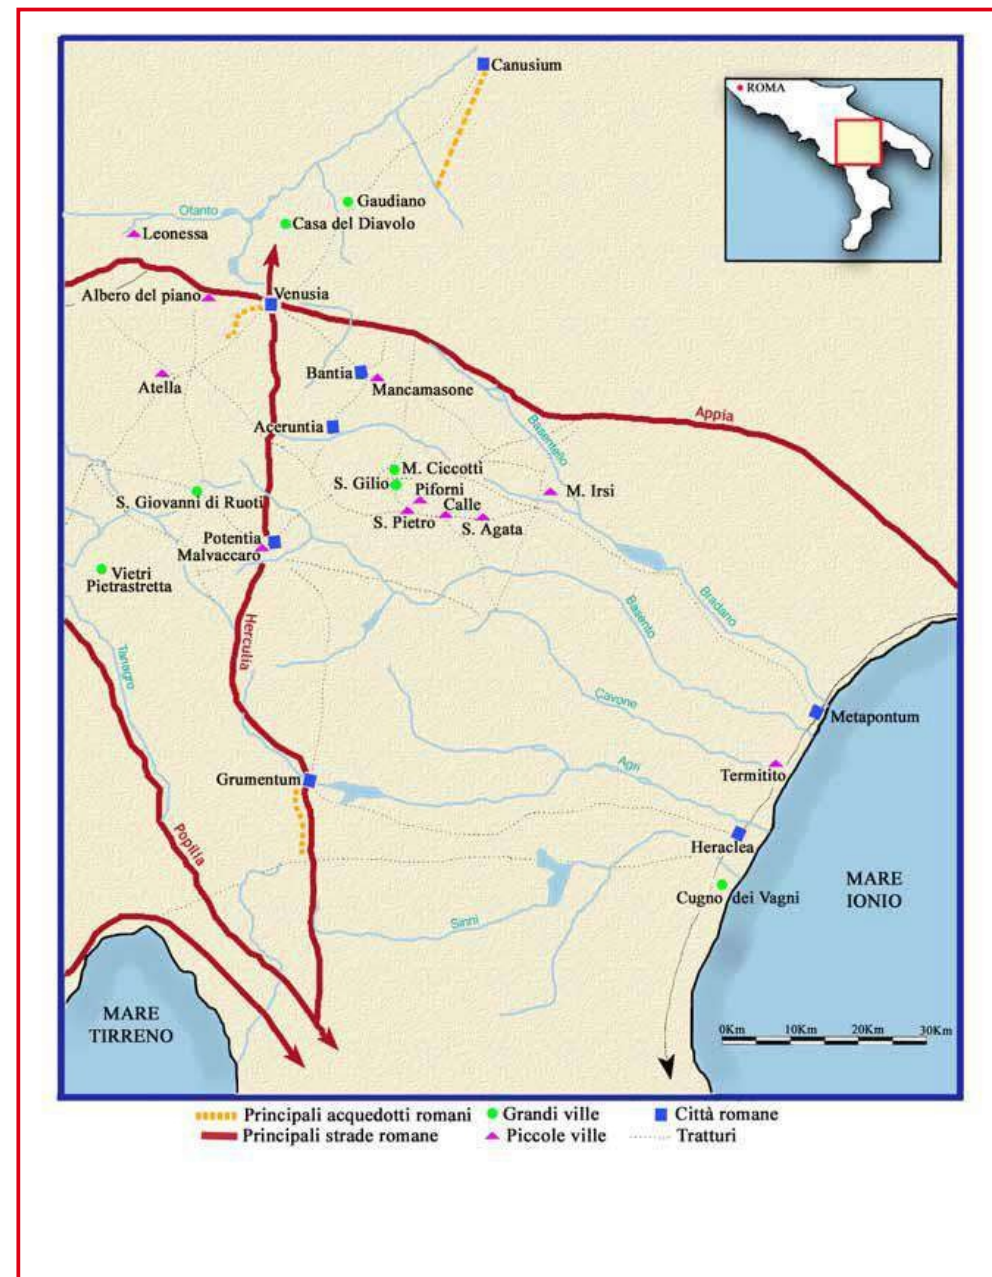 Canusium
ROMA
Gaudiano
Ofanto
Casa del Diavolo
Leonessa
Albero del piano
Venusia
Bantia
Mancamasone
Atella
Aceruntia
Basentello
Appia
M. Ciccotti
S. Gilio
Piforni
M. Irsi
S. Giovanni di Ruoti
Calle
S. Pietro
S. Agata
Potentia
Malvaccaro
Vietri
Pietrastretta
Herculia
Tanagro
Basento
Bradano
Cavone
Metapontum
Agri
Termitito
Grumentum
Popilia
Heraclea
Cugno dei Vagni
MARE
IONIO
Sinni
MARE
TIRRENO
0Km 10Km 20Km 30Km
Principali acquedotti romani
Grandi ville
Città romane
Principali strade romane
Piccole ville
Tratturi